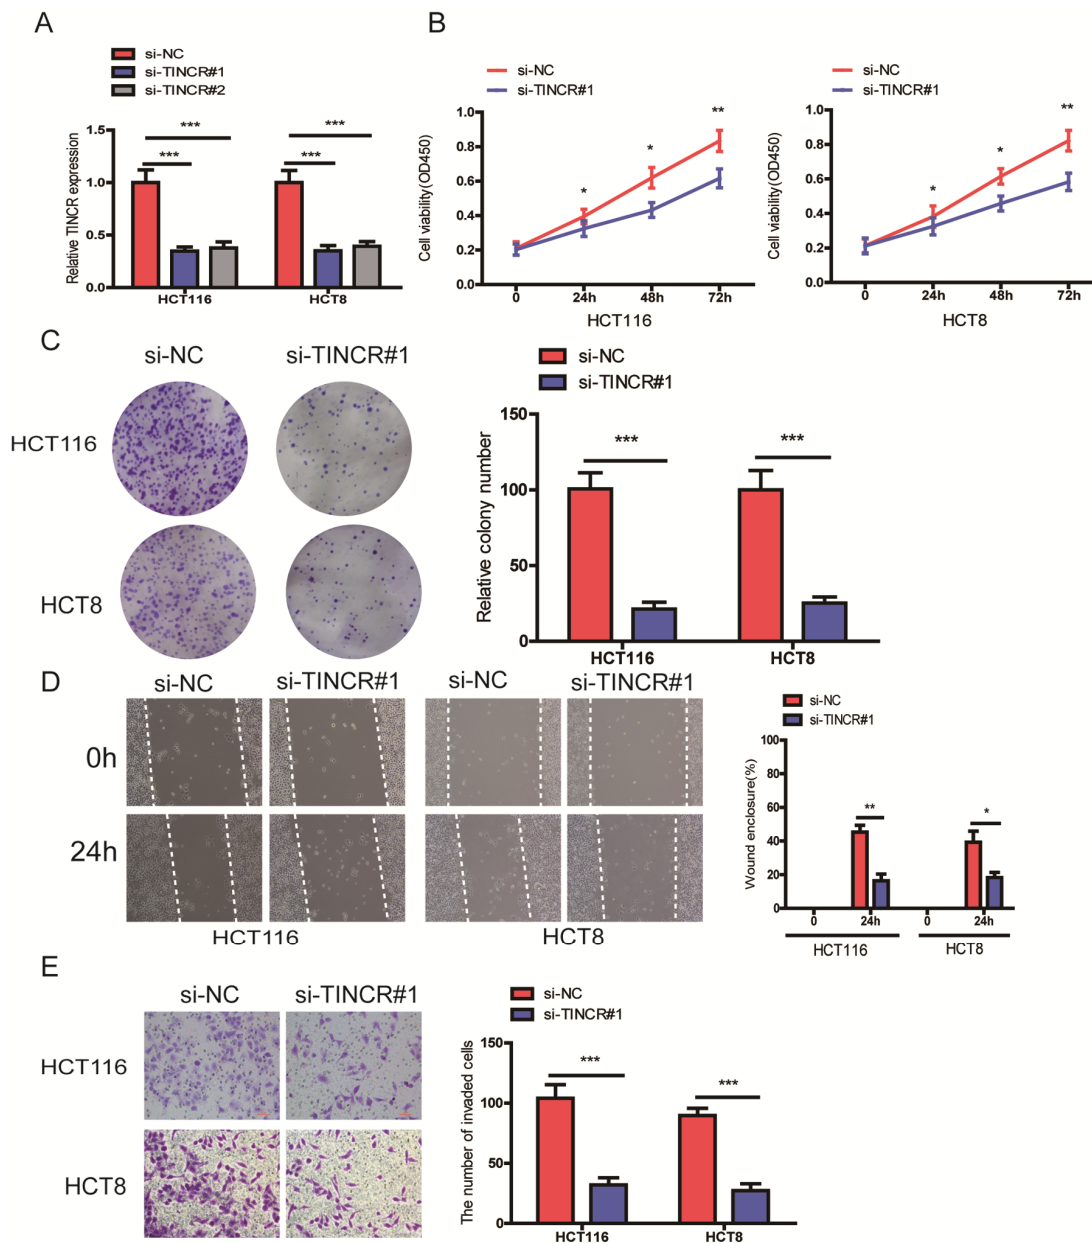 A
si-NC
si-TINCR#1
si-TINCR#2
Relative TINCR expression
1.5
1.0
0.5
0.0
***
***
***
***
HCT116
HCT8
B
si-NC
si-TINCR#1
Cell viability(OD450)
1.0
0.8
0.6
0.4
0.2
0.0
*
*
**
0
24h
48h
72h
HCT116
si-NC
si-TINCR#1
Cell viability(OD450)
1.0
0.8
0.6
0.4
0.2
0.0
*
*
**
0
24h
48h
72h
HCT8
C
si-NC
si-TINCR#1
HCT116
HCT8
si-NC
si-TINCR#1
Relative colony number
150
100
50
0
***
***
HCT116
HCT8
D
si-NC
si-TINCR#1
si-NC
si-TINCR#1
0h
24h
HCT116
HCT8
si-NC
si-TINCR#1
Wound enclosure(%)
100
80
60
40
20
0
**
*
0
24h
0
24h
HCT116
HCT8
E
si-NC
si-TINCR#1
HCT116
HCT8
si-NC
si-TINCR#1
The number of invaded cells
150
100
50
0
***
***
HCT116
HCT8